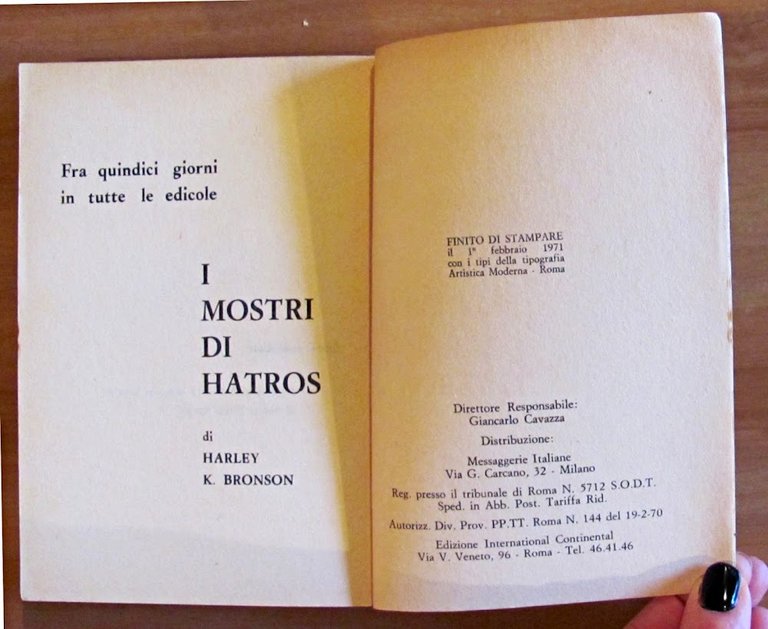 Fra quindici giorni
in tutte le edicole
I
MOSTRI
DI
HATROS
di
HARLEY
K. BRONSON
FINITO DI STAMPARE
il 1° febbraio 1971
con i tipi della tipografia
Artistica Moderna - Roma
Direttore Responsabile:
Giancarlo Cavazza
Distribuzione:
Messaggerie Italiane
Via G. Carcano, 32 - Milano
Reg. presso il tribunale di Roma N. 5712 S.O.D.T.
Sped. in Abb. Post. Tariffa Rid.
Autorizz. Div. Prov. PP.TT. Roma N. 144 del 19-2-70
Edizione International Continental
Via V. Veneto, 96 - Roma - Tel. 46.41.46